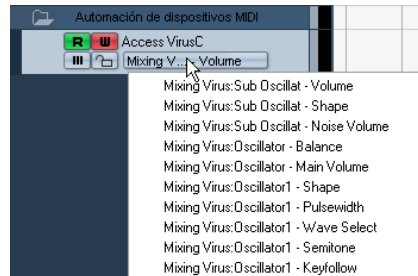 Automación de dispositivos MIDI
R W Access VirusC
Mixing V... Volume
Mixing Virus:Sub Oscillat - Volume
Mixing Virus:Sub Oscillat - Shape
Mixing Virus:Sub Oscillat - Noise Volume
Mixing Virus:Oscillator - Balance
Mixing Virus:Oscillator - Main Volume
Mixing Virus:Oscillator1 - Shape
Mixing Virus:Oscillator1 - Pulsewidth
Mixing Virus:Oscillator1 - Wave Select
Mixing Virus:Oscillator1 - Semitone
Mixing Virus:Oscillator1 - Keyfollow